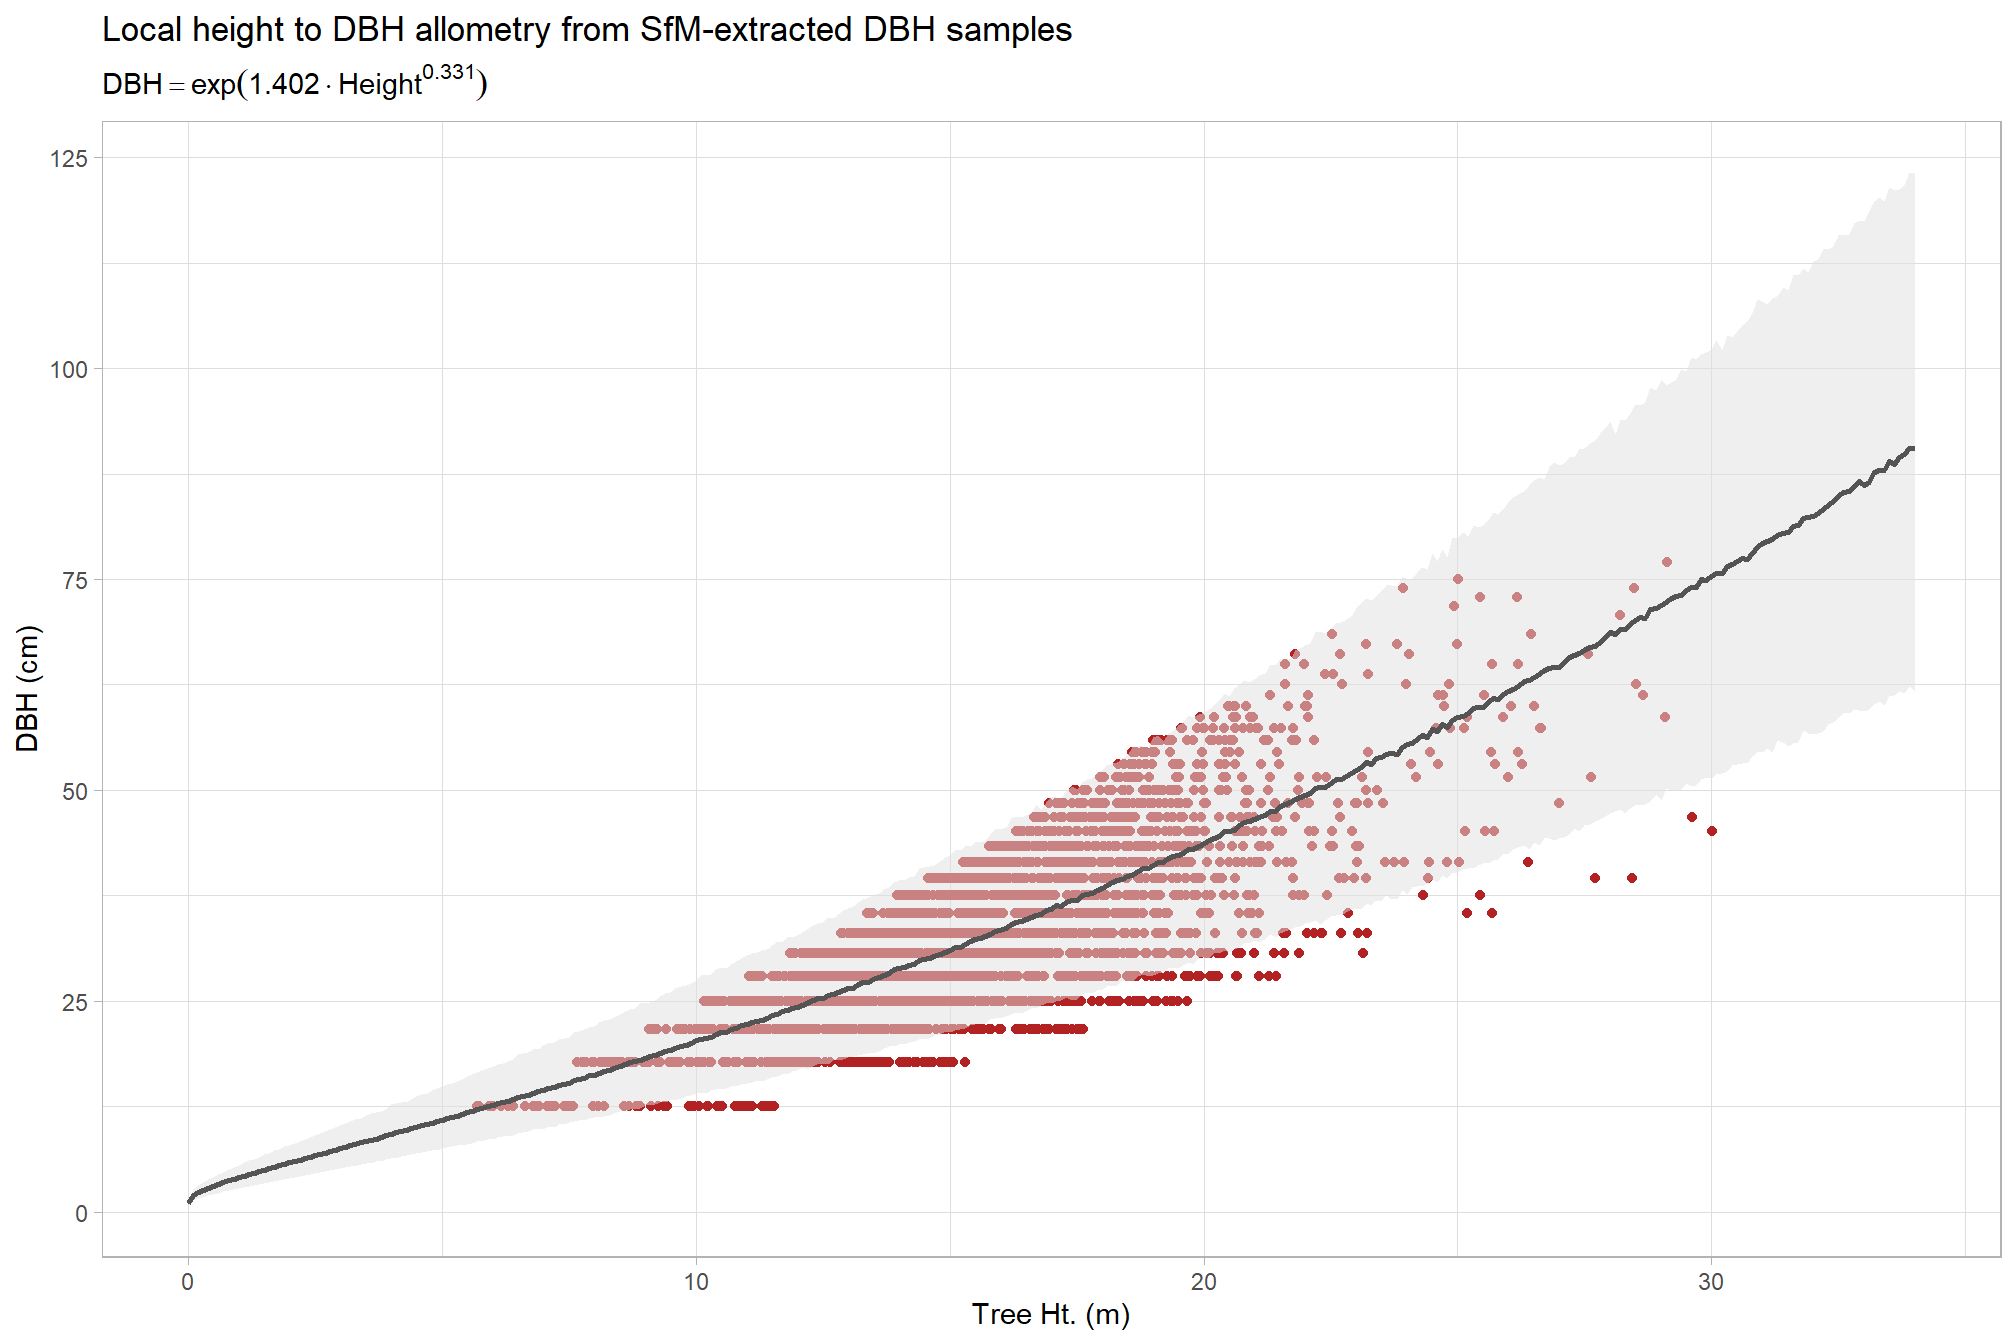 Local height to DBH allometry from SfM-extracted DBH samples
DBH = exp(1.402 · Height^0.331)
125
100
75
50
25
0
DBH (cm)
0 10 20 30
Tree Ht. (m)